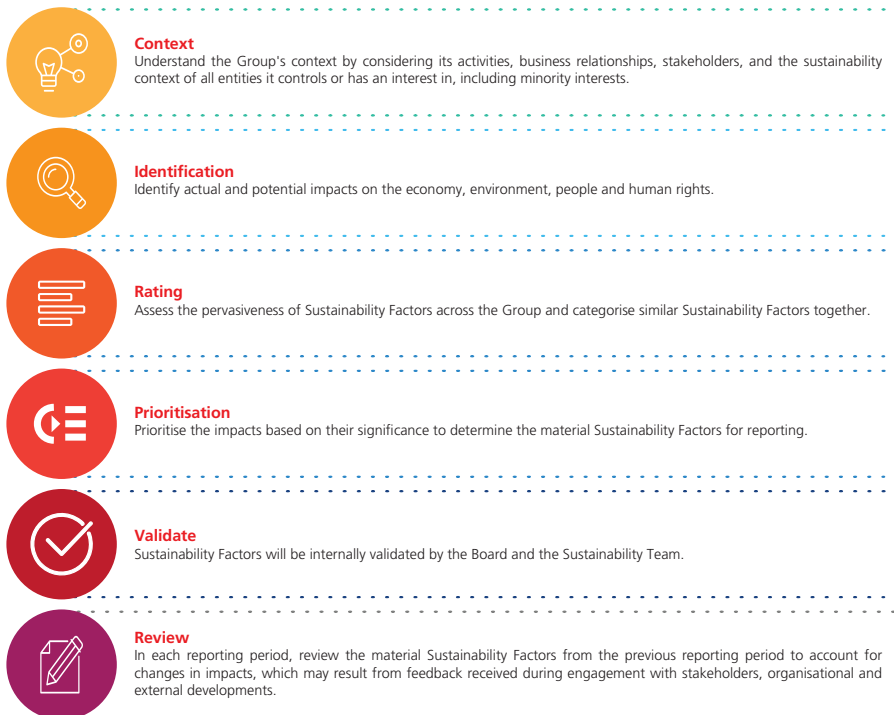 Context
Understand the Group's context by considering its activities, business relationships, stakeholders, and the sustainability
context of all entities it controls or has an interest in, including minority interests.
Identification
Identify actual and potential impacts on the economy, environment, people and human rights.
Rating
Assess the pervasiveness of Sustainability Factors across the Group and categorise similar Sustainability Factors together.
Prioritisation
Prioritise the impacts based on their significance to determine the material Sustainability Factors for reporting.
Validate
Sustainability Factors will be internally validated by the Board and the Sustainability Team.
Review
In each reporting period, review the material Sustainability Factors from the previous reporting period to account for
changes in impacts, which may result from feedback received during engagement with stakeholders, organisational and
external developments.